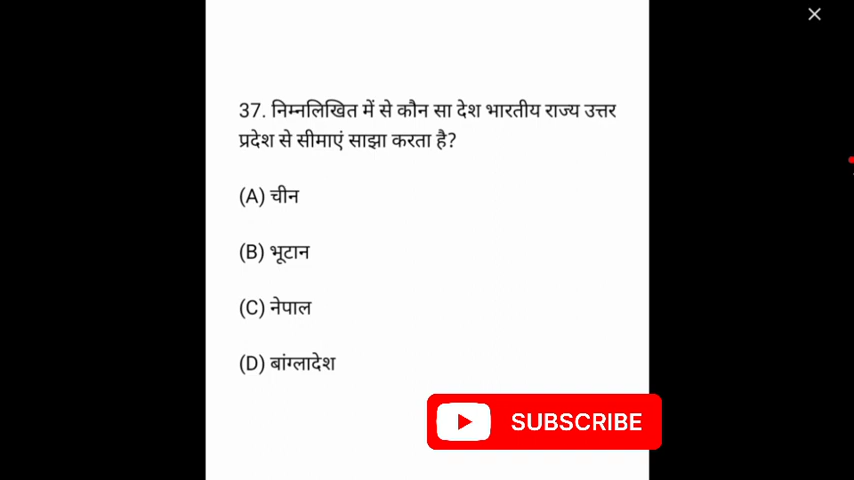 37. निम्नलिखित में से कौन सा देश भारतीय राज्य उत्तर
प्रदेश से सीमाएं साझा करता है?
(A) चीन
(B) भूटान
(C) नेपाल
(D) बांग्लादेश
SUBSCRIBE